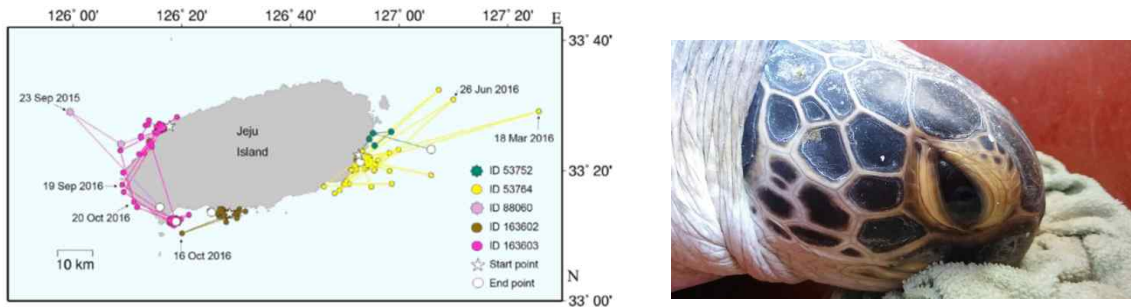 126° 00' 126° 20' 126° 40' 127° 00' 127° 20'
E
33° 40'
23 Sep 2015
26 Jun 2016
18 Mar 2016
Jeju
Island
33° 20'
19 Sep 2016
20 Oct 2016
16 Oct 2016
10 km
ID 53752
ID 53764
ID 88060
ID 163602
ID 163603
Start point
End point
N
33° 00'